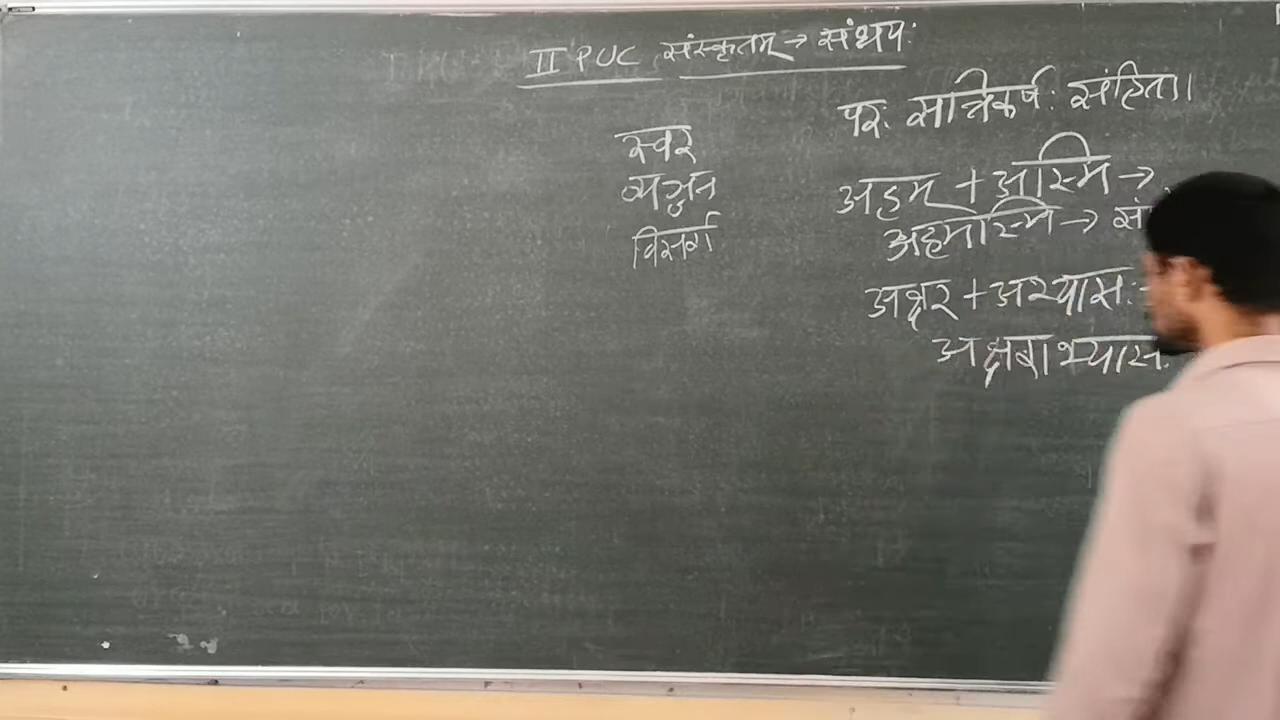 II PUC संस्कृतम् → संधयः
परः सन्निकर्षः संहिता।
स्वर
व्यञ्जन
विसर्ग
अहम् + अस्मि →
अहमस्मि →
अक्षर + अभ्यासः
अक्षराभ्यासः